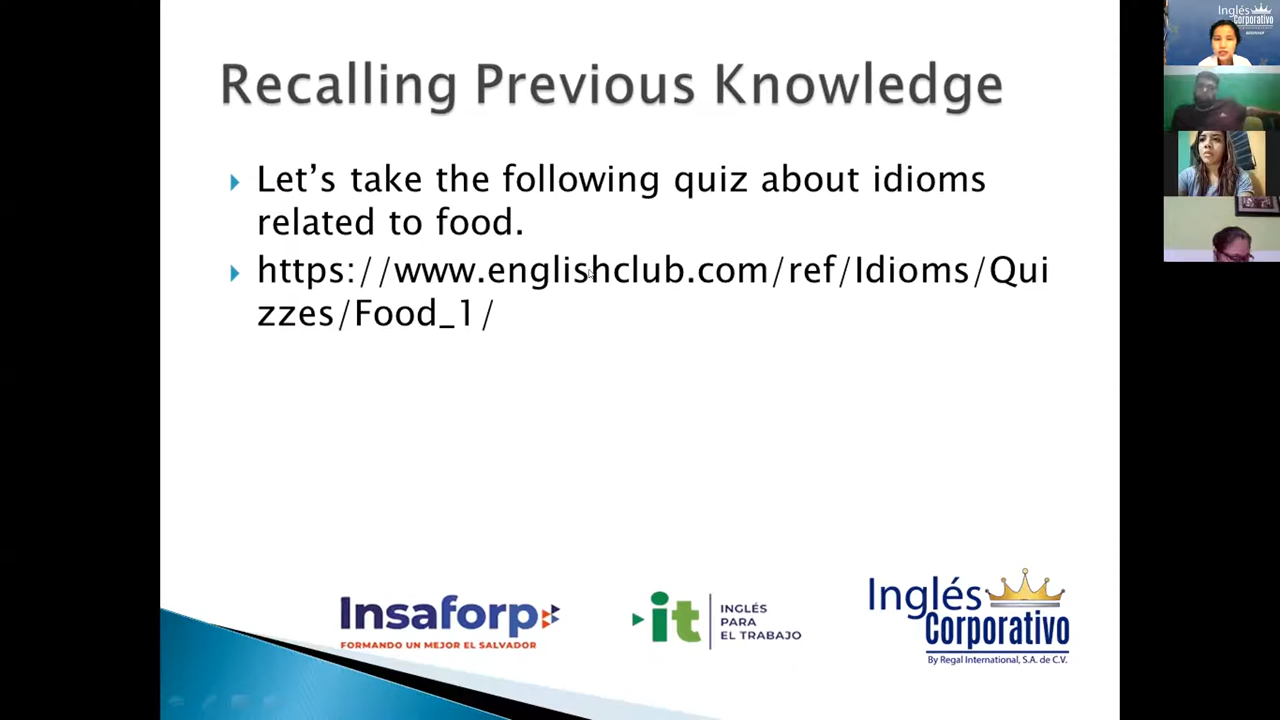 Recalling Previous Knowledge
Let's take the following quiz about idioms
related to food.
https://www.englishclub.com/ref/Idioms/Qui
zzes/Food_1/
Insaforp
FORMANDO UN MEJOR EL SALVADOR
it
INGLÉS
PARA
EL TRABAJO
Inglés
Corporativo
By Regal International, S.A. de C.V.
Inglés
Corporativo